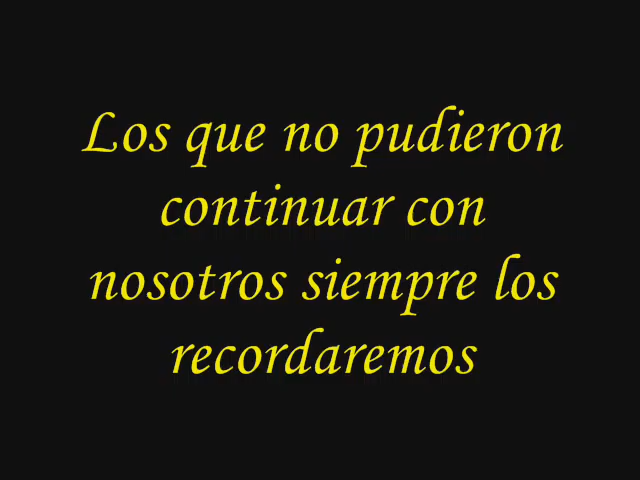 Los que no pudieron
continuar con
nosotros siempre los
recordaremos